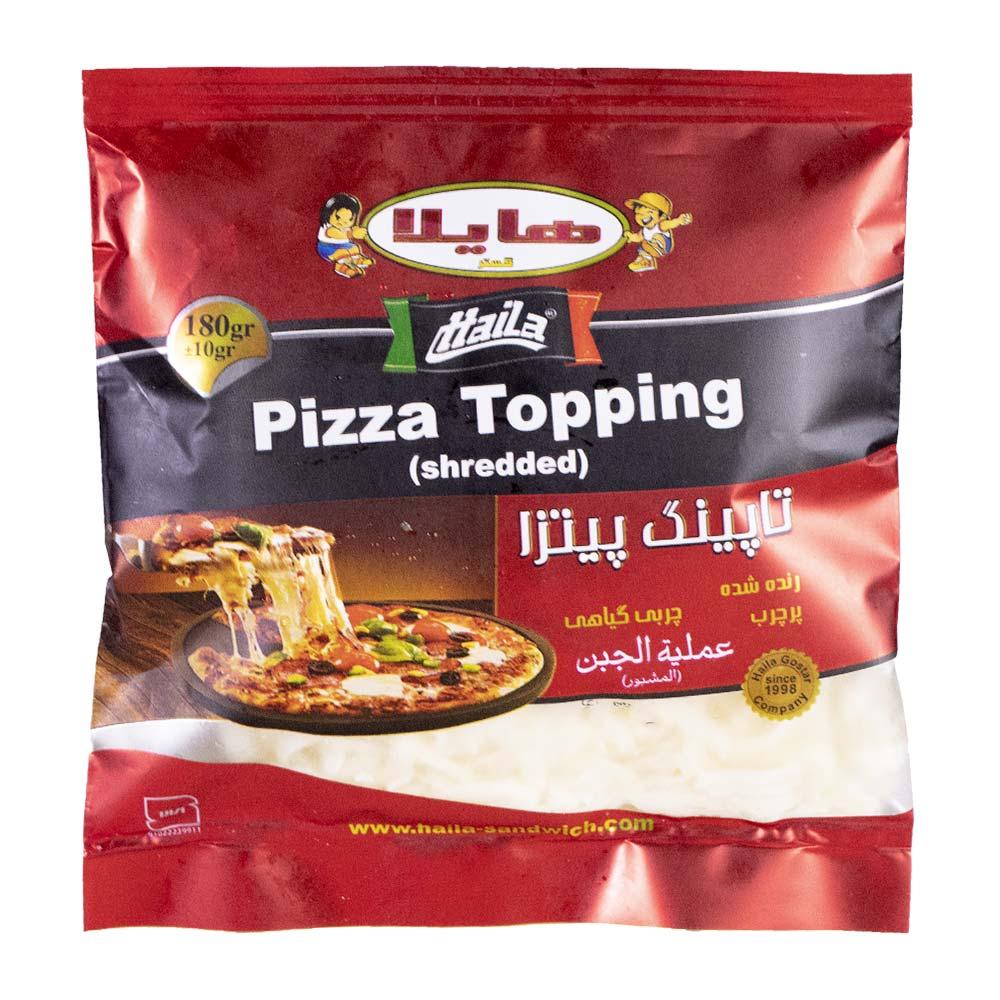 هایلا
گستر
Haila
180gr
±10gr
Pizza Topping
(shredded)
تاپینگ پیتزا
رنده شده
پرچرب
چربی گیاهی
عملية الجبن
(المشبور)
Haila Gostar
since
1998
Company
www.haila-sandwich.com